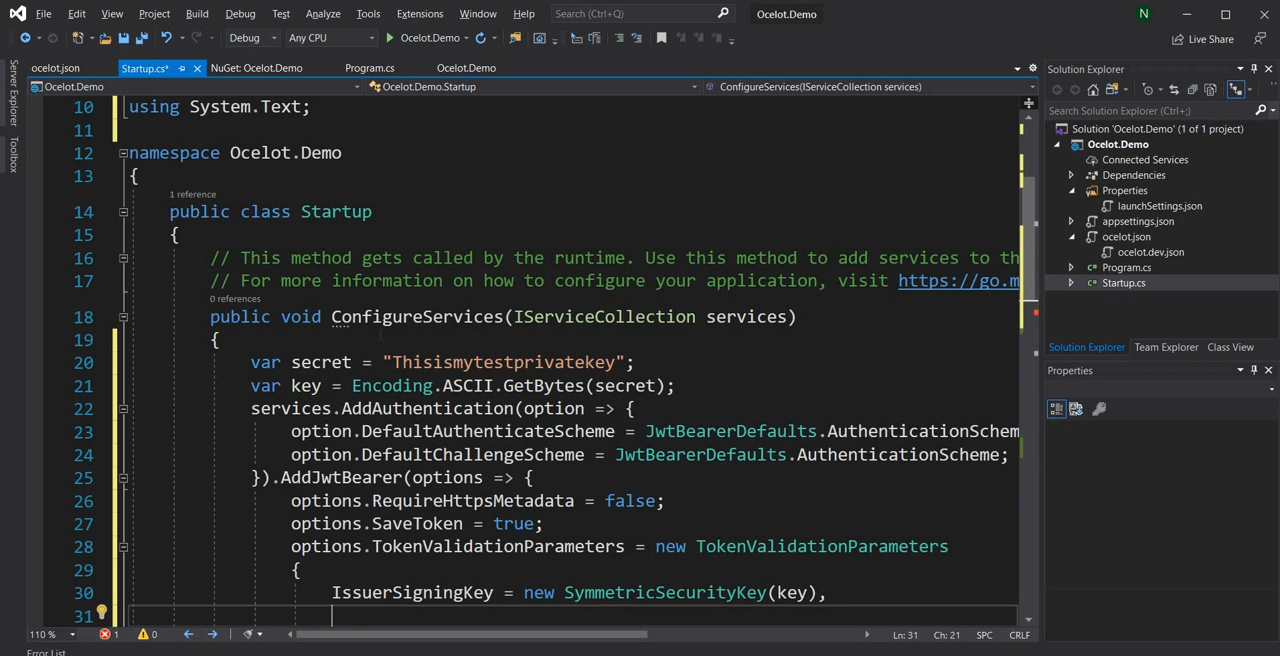 File Edit View Project Build Debug Test Analyze Tools Extensions Window Help Search (Ctrl+Q) Ocelot.Demo N
Debug Any CPU Ocelot.Demo Live Share
ocelot.json Startup.cs* NuGet: Ocelot.Demo Program.cs Ocelot.Demo
Ocelot.Demo Ocelot.Demo.Startup ConfigureServices(IServiceCollection services)
Server Explorer
Toolbox
10 using System.Text;
11
12 namespace Ocelot.Demo
13 {
1 reference
14 public class Startup
15 {
16 // This method gets called by the runtime. Use this method to add services to th
17 // For more information on how to configure your application, visit https://go.m
0 references
18 public void ConfigureServices(IServiceCollection services)
19 {
20 var secret = "Thisismytestprivatekey";
21 var key = Encoding.ASCII.GetBytes(secret);
22 services.AddAuthentication(option => {
23 option.DefaultAuthenticateScheme = JwtBearerDefaults.AuthenticationSchem
24 option.DefaultChallengeScheme = JwtBearerDefaults.AuthenticationScheme;
25 }).AddJwtBearer(options => {
26 options.RequireHttpsMetadata = false;
27 options.SaveToken = true;
28 options.TokenValidationParameters = new TokenValidationParameters
29 {
30 IssuerSigningKey = new SymmetricSecurityKey(key),
31
110 % 1 0 Ln: 31 Ch: 21 SPC CRLF
Error List
Solution Explorer
Search Solution Explorer (Ctrl+;)
Solution 'Ocelot.Demo' (1 of 1 project)
Ocelot.Demo
Connected Services
Dependencies
Properties
launchSettings.json
appsettings.json
ocelot.json
ocelot.dev.json
C# Program.cs
C# Startup.cs
Solution Explorer Team Explorer Class View
Properties